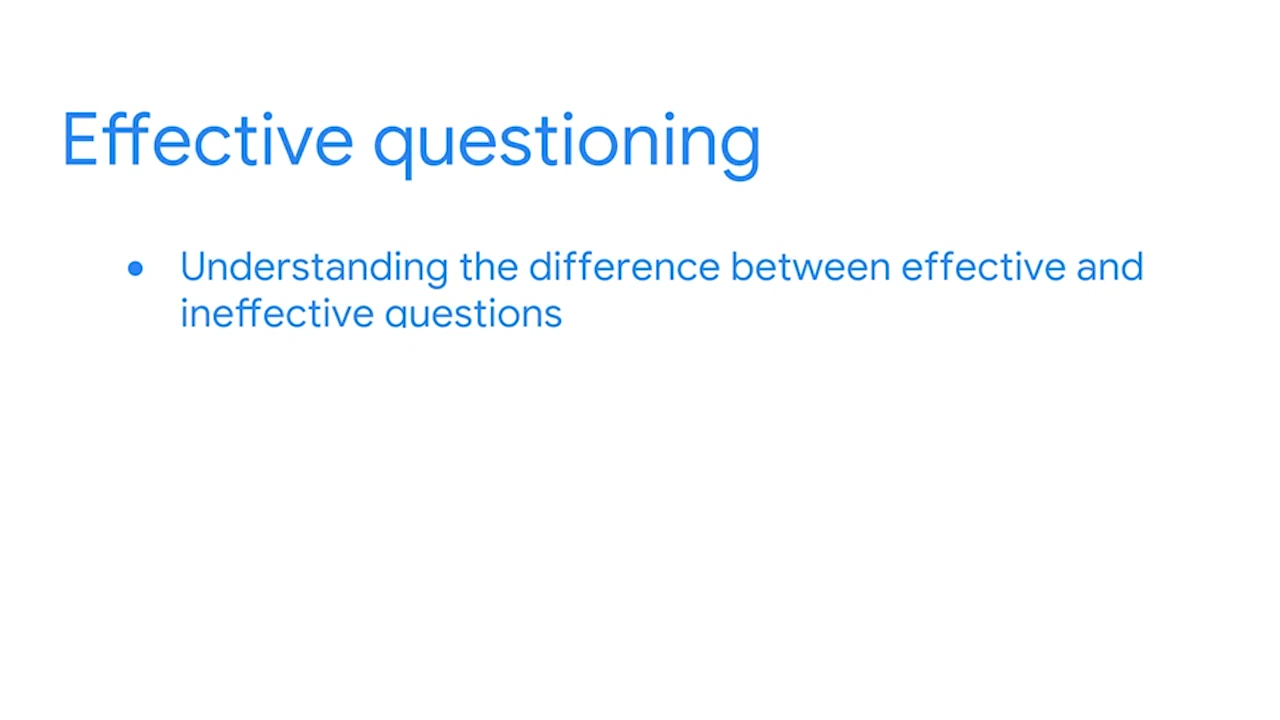 Effective questioning
• Understanding the difference between effective and
ineffective questions